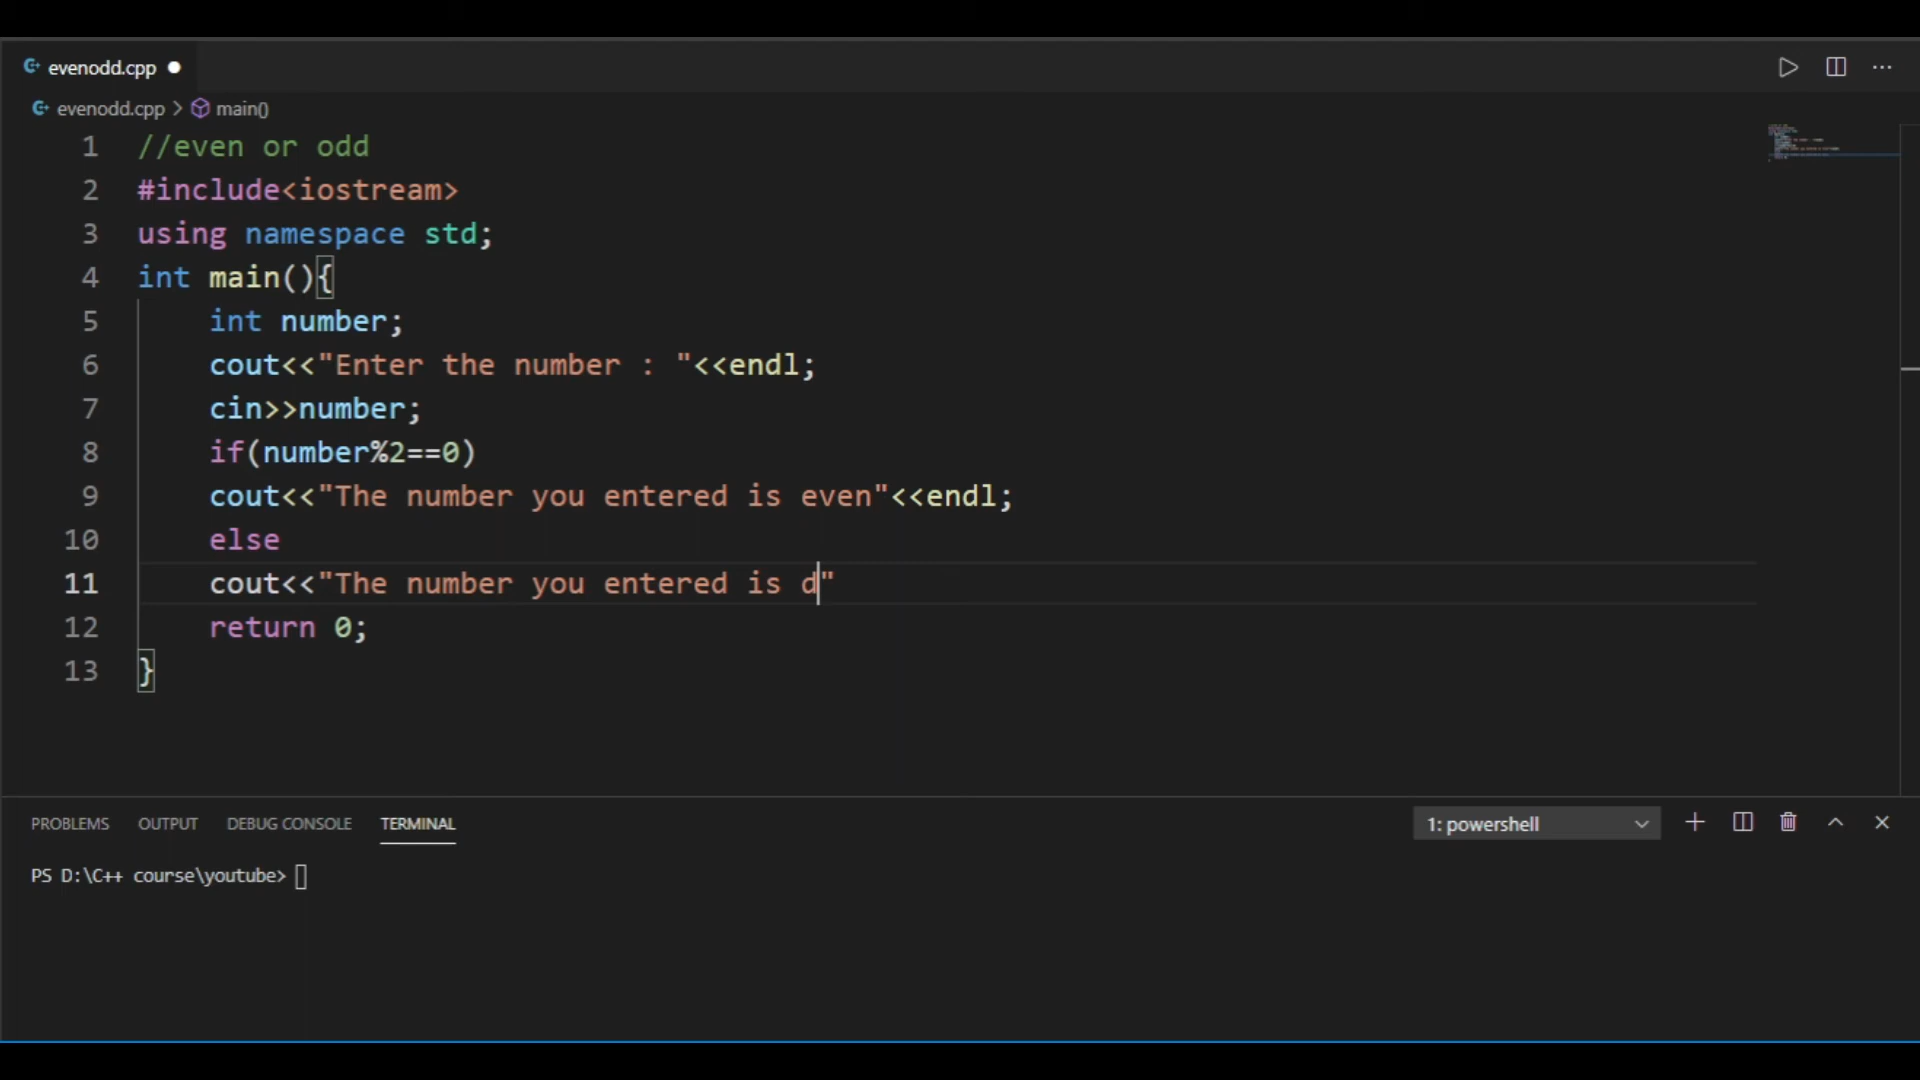 evenodd.cpp
evenodd.cpp > main()
1 //even or odd
2 #include<iostream>
3 using namespace std;
4 int main(){
5 int number;
6 cout<<"Enter the number : "<<endl;
7 cin>>number;
8 if(number%2==0)
9 cout<<"The number you entered is even"<<endl;
10 else
11 cout<<"The number you entered is d"
12 return 0;
13 }
PROBLEMS OUTPUT DEBUG CONSOLE TERMINAL 1: powershell
PS D:\C++ course\youtube>